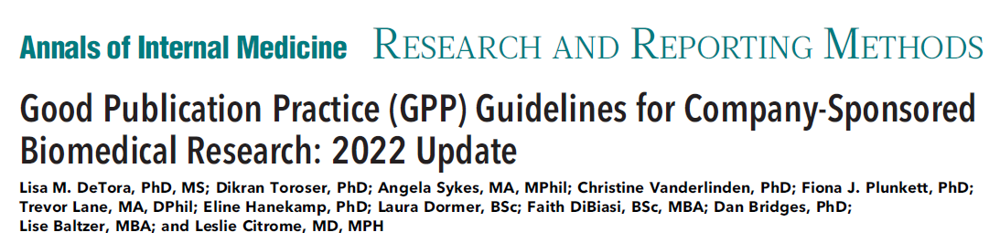 Annals of Internal Medicine RESEARCH AND REPORTING METHODS
Good Publication Practice (GPP) Guidelines for Company-Sponsored
Biomedical Research: 2022 Update
Lisa M. DeTora, PhD, MS; Dikran Toroser, PhD; Angela Sykes, MA, MPhil; Christine Vanderlinden, PhD; Fiona J. Plunkett, PhD;
Trevor Lane, MA, DPhil; Eline Hanekamp, PhD; Laura Dormer, BSc; Faith DiBiasi, BSc, MBA; Dan Bridges, PhD;
Lise Baltzer, MBA; and Leslie Citrome, MD, MPH